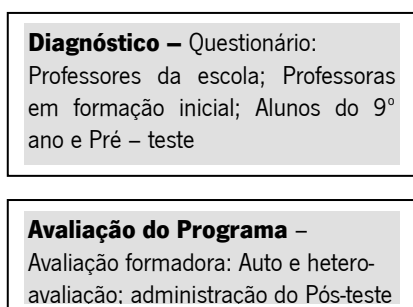 Diagnóstico – Questionário:
Professores da escola; Professoras
em formação inicial; Alunos do 9º
ano e Pré – teste
Avaliação do Programa –
Avaliação formadora: Auto e hetero-
avaliação; administração do Pós-teste